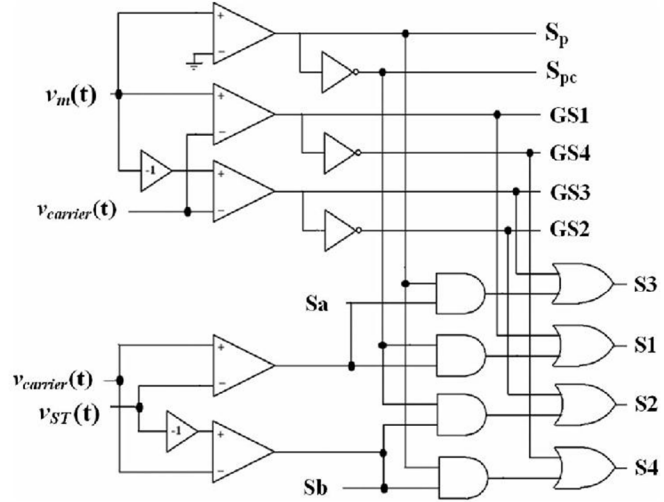 +
−
Sp
Spc
vm(t)
+
−
GS1
GS4
-1
+
−
GS3
vcarrier(t)
GS2
Sa
S3
+
−
S1
vcarrier(t)
vST(t)
S2
-1
+
−
S4
Sb